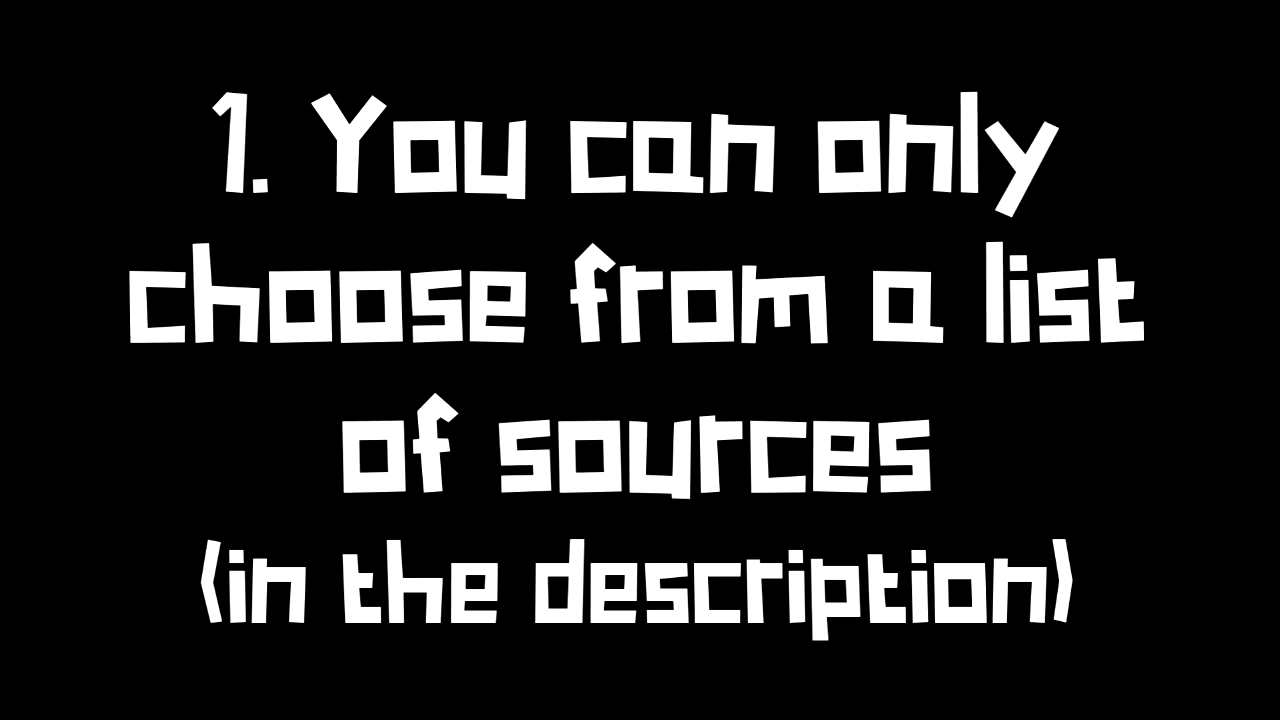 1. You can only
choose from a list
of sources
(in the description)